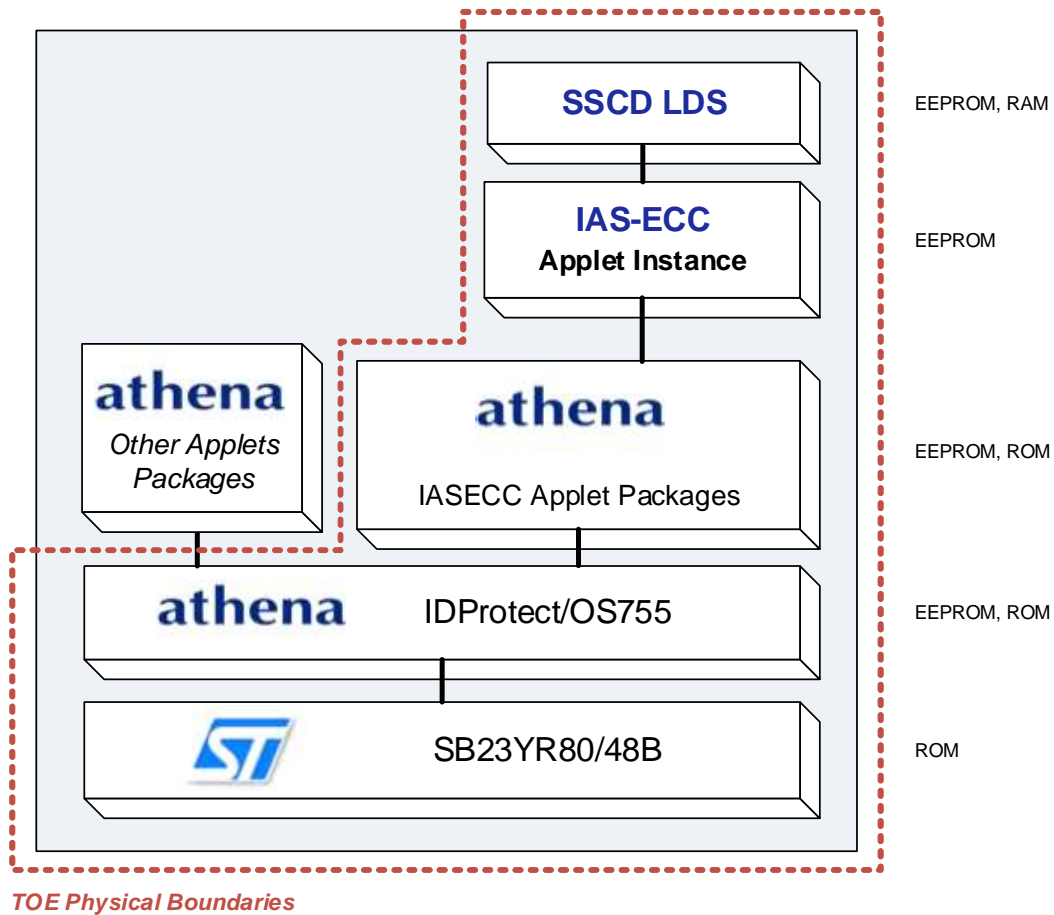 SSCD LDS
EEPROM, RAM
IAS-ECC
Applet Instance
EEPROM
athena
Other Applets
Packages
athena
IASECC Applet Packages
EEPROM, ROM
athena IDProtect/OS755
EEPROM, ROM
ST SB23YR80/48B
ROM
TOE Physical Boundaries